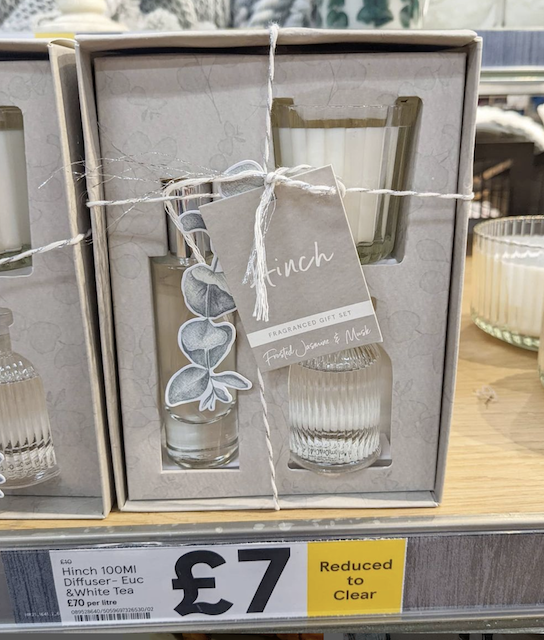 Hinch
FRAGRANCED GIFT SET
Frosted Jasmine & Musk
£10
Hinch 100Ml
Diffuser- Euc
&White Tea
£70 per litre
£7
Reduced
to
Clear